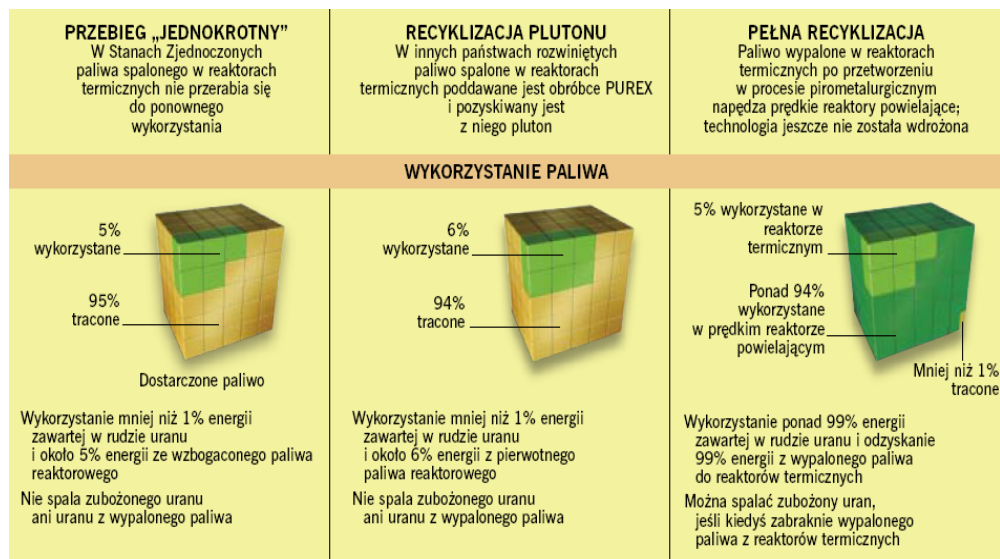 PRZEBIEG „JEDNOKROTNY”
W Stanach Zjednoczonych
paliwa spalonego w reaktorach
termicznych nie przerabia się
do ponownego
wykorzystania
RECYKLIZACJA PLUTONU
W innych państwach rozwiniętych
paliwo spalone w reaktorach
termicznych poddawane jest obróbce PUREX
i pozyskiwany jest
z niego pluton
PEŁNA RECYKLIZACJA
Paliwo wypalone w reaktorach
termicznych po przetworzeniu
w procesie pirometalurgicznym
napędza prędkie reaktory powielające;
technologia jeszcze nie została wdrożona
WYKORZYSTANIE PALIWA
5%
wykorzystane
95%
tracone
Dostarczone paliwo
Wykorzystanie mniej niż 1% energii
zawartej w rudzie uranu
i około 5% energii ze wzbogaconego paliwa
reaktorowego
Nie spala zubożonego uranu
ani uranu z wypalonego paliwa
6%
wykorzystane
94%
tracone
Wykorzystanie mniej niż 1% energii
zawartej w rudzie uranu
i około 6% energii z pierwotnego
paliwa reaktorowego
Nie spala zubożonego uranu
ani uranu z wypalonego paliwa
5% wykorzystane w
reaktorze
termicznym
Ponad 94%
wykorzystane
w prędkim reaktorze
powielającym
Mniej niż 1%
tracone
Wykorzystanie ponad 99% energii
zawartej w rudzie uranu i odzyskanie
99% energii z wypalonego paliwa
do reaktorów termicznych
Można spalać zubożony uran,
jeśli kiedyś zabraknie wypalonego
paliwa z reaktorów termicznych